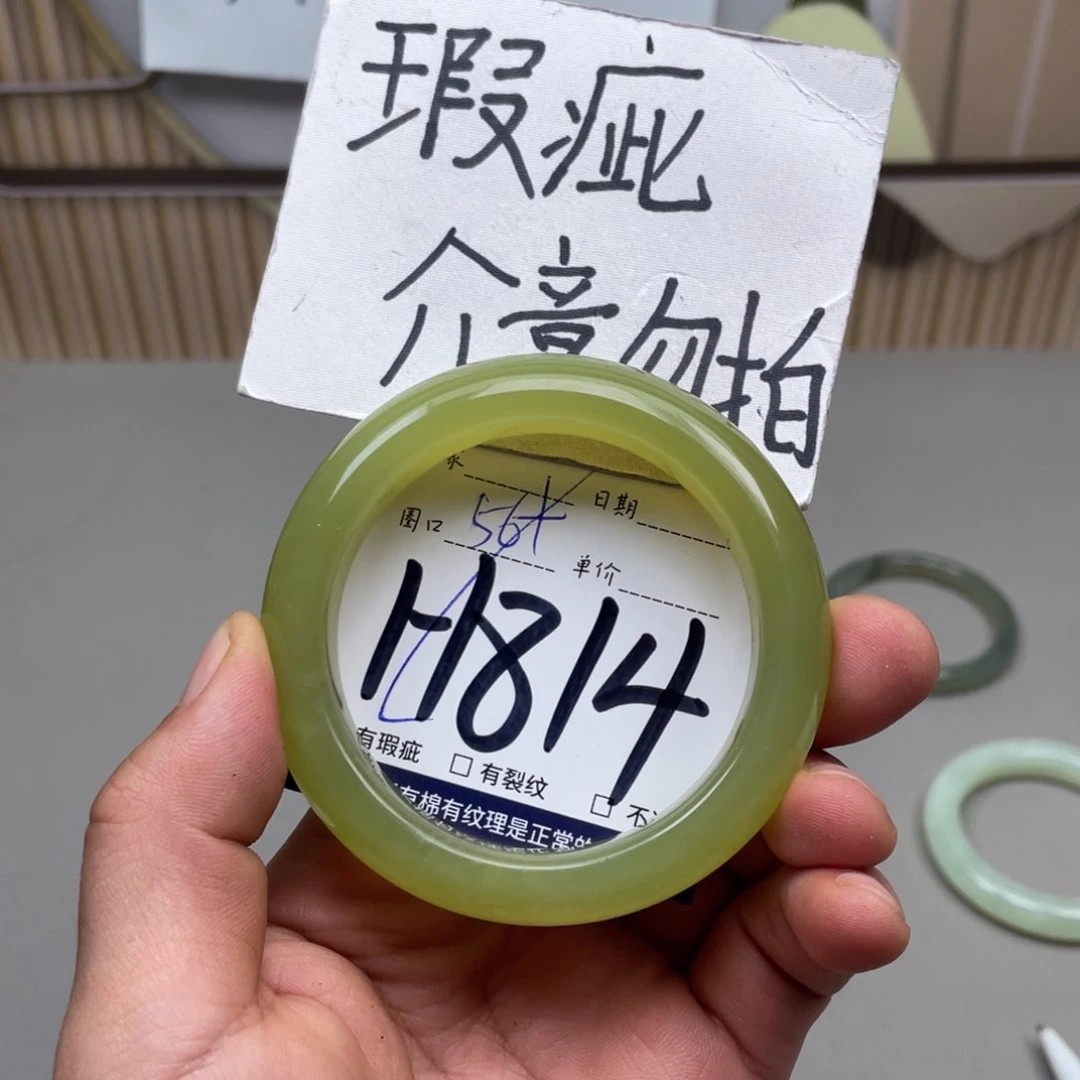 瑕疵
介意勿拍
日期
圈口 56+
单价
H814
有瑕疵 □ 有裂纹 □ 不
有棉有纹理是正常的